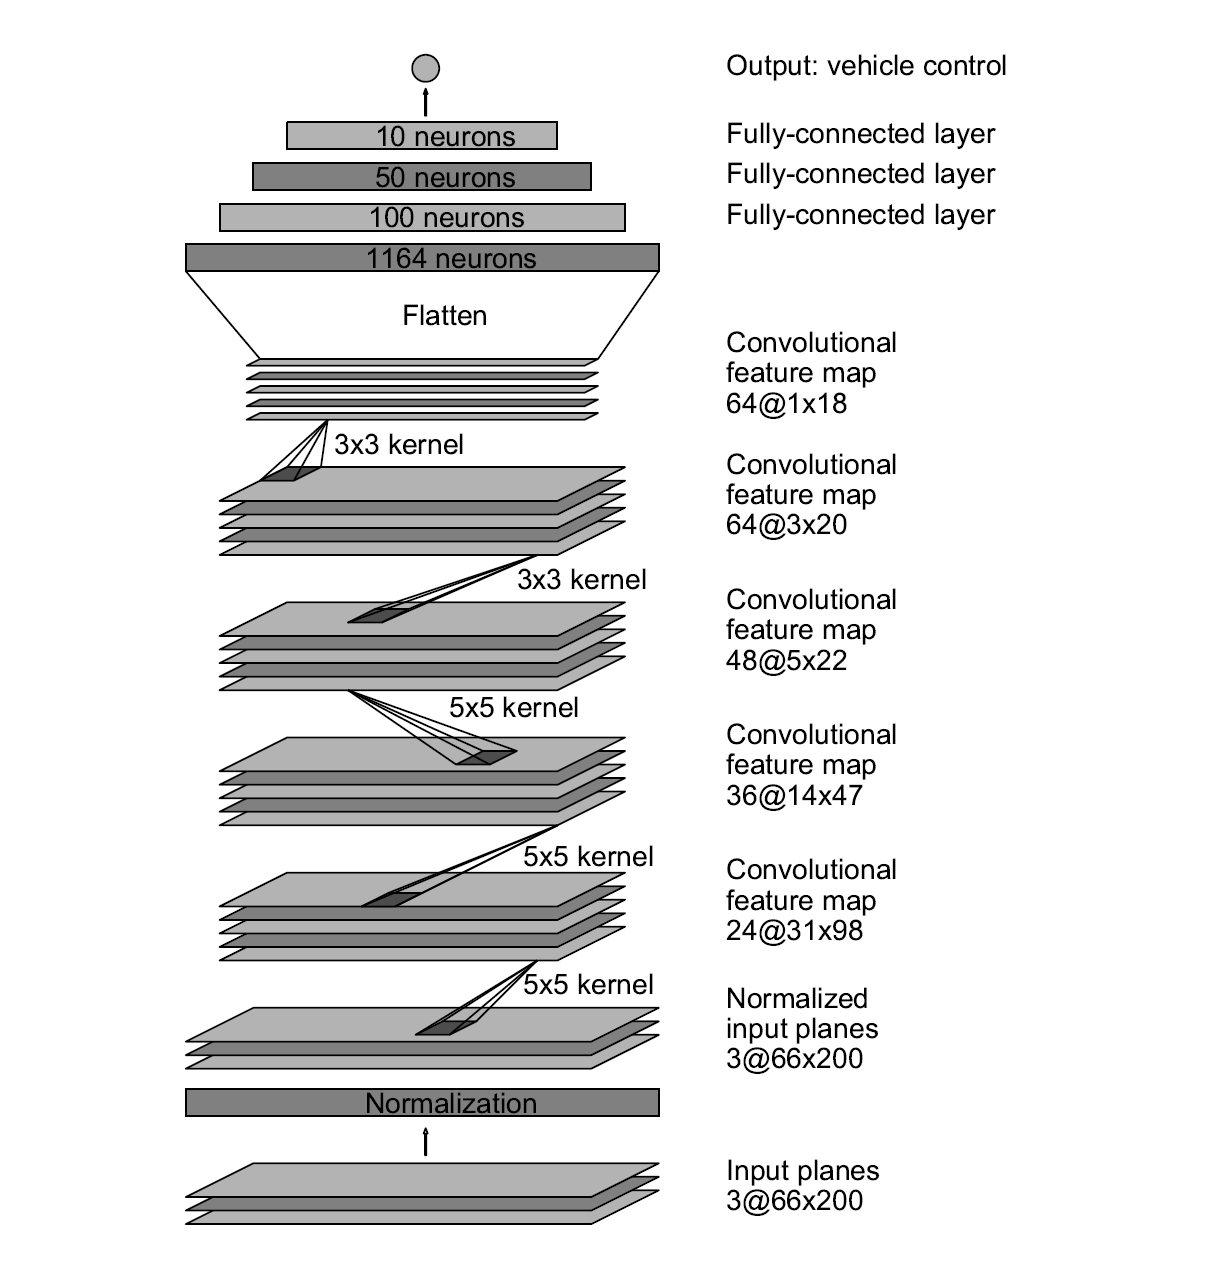 Output: vehicle control
10 neurons
Fully-connected layer
50 neurons
Fully-connected layer
100 neurons
Fully-connected layer
1164 neurons
Flatten
Convolutional
feature map
64@1x18
3x3 kernel
Convolutional
feature map
64@3x20
3x3 kernel
Convolutional
feature map
48@5x22
5x5 kernel
Convolutional
feature map
36@14x47
5x5 kernel
Convolutional
feature map
24@31x98
5x5 kernel
Normalized
input planes
3@66x200
Normalization
Input planes
3@66x200